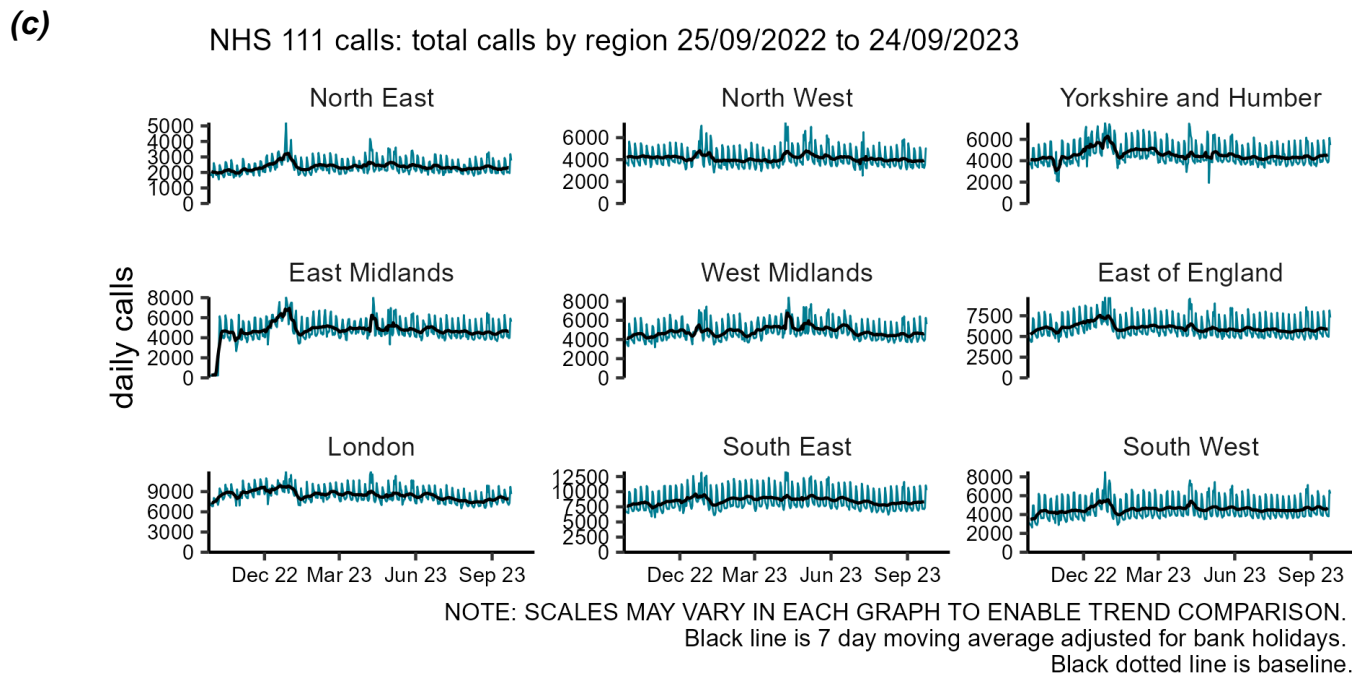 (c)
NHS 111 calls: total calls by region 25/09/2022 to 24/09/2023
daily calls
North East
5000
4000
3000
2000
1000
0
North West
6000
4000
2000
0
Yorkshire and Humber
6000
4000
2000
0
East Midlands
8000
6000
4000
2000
0
West Midlands
8000
6000
4000
2000
0
East of England
7500
5000
2500
0
London
9000
6000
3000
0
Dec 22 Mar 23 Jun 23 Sep 23
South East
12500
10000
7500
5000
2500
0
Dec 22 Mar 23 Jun 23 Sep 23
South West
8000
6000
4000
2000
0
Dec 22 Mar 23 Jun 23 Sep 23
NOTE: SCALES MAY VARY IN EACH GRAPH TO ENABLE TREND COMPARISON.
Black line is 7 day moving average adjusted for bank holidays.
Black dotted line is baseline.